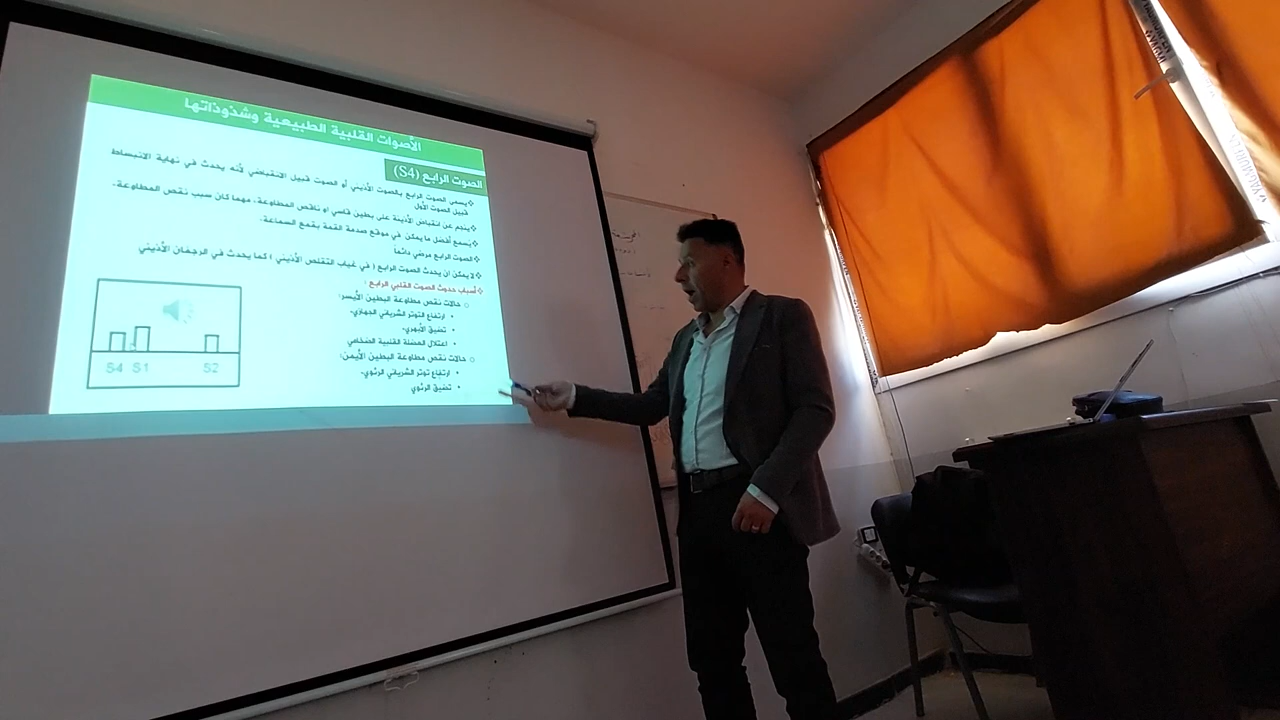 الأصوات القلبية الطبيعية وشذوذاتها
الصوت الرابع (S4)
يسمى الصوت الرابع بالصوت الأذيني أو الصوت قبيل الانقباضي لأنه يحدث في نهاية الانبساط
قبيل الصوت الأول
ينجم عن انقباض الأذينة على بطين قاسي او ناقص المطاوعة، مهما كان سبب نقص المطاوعة.
يسمع أفضل ما يمكن في موقع صدمة القمة بقمع السماعة.
الصوت الرابع مرضي دائماً
لا يمكن ان يحدث الصوت الرابع ( في غياب التقلص الأذيني ) كما يحدث في الرجفان الأذيني
أسباب حدوث الصوت القلبي الرابع :
حالات نقص مطاوعة البطين الأيسر:
ارتفاع التوتر الشرياني الجهازي.
تضيق الأبهري.
اعتلال العضلة القلبية الضخامي
حالات نقص مطاوعة البطين الأيمن:
ارتفاع توتر الشرياني الرئوي.
تضيق الرئوي
S4 S1 S2